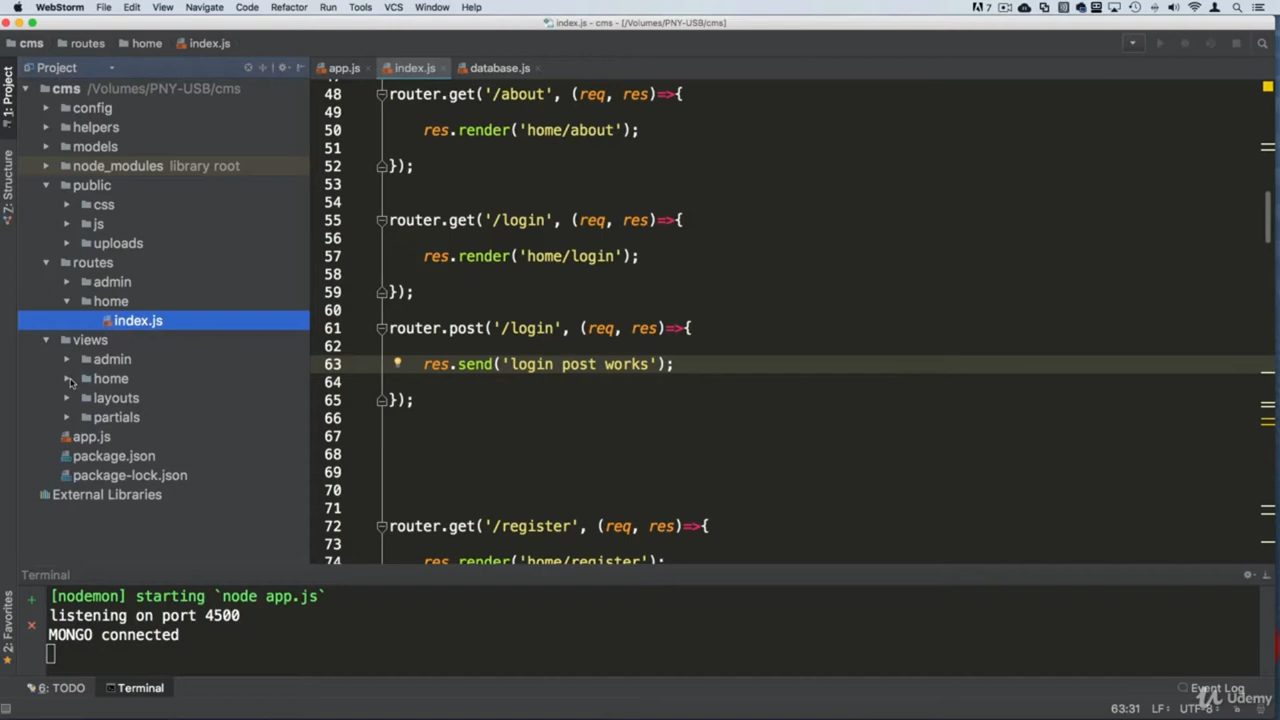 WebStorm File Edit View Navigate Code Refactor Run Tools VCS Window Help
7
index.js - cms - [/Volumes/PNY-USB/cms]
cms routes home index.js
Project
app.js index.js database.js
1: Project
Z: Structure
2: Favorites
cms /Volumes/PNY-USB/cms
config
helpers
models
node_modules library root
public
css
js
uploads
routes
admin
home
index.js
views
admin
home
layouts
partials
app.js
package.json
package-lock.json
External Libraries
48 router.get('/about', (req, res)=>{
49
50 res.render('home/about');
51
52 });
53
54
55 router.get('/login', (req, res)=>{
56
57 res.render('home/login');
58
59 });
60
61 router.post('/login', (req, res)=>{
62
63 res.send('login post works');
64
65 });
66
67
68
69
70
71
72 router.get('/register', (req, res)=>{
73
74 res.render('home/register');
Terminal
[nodemon] starting `node app.js`
listening on port 4500
MONGO connected
6: TODO Terminal Event Log
Udemy
63:31 LF÷ UTF-8÷